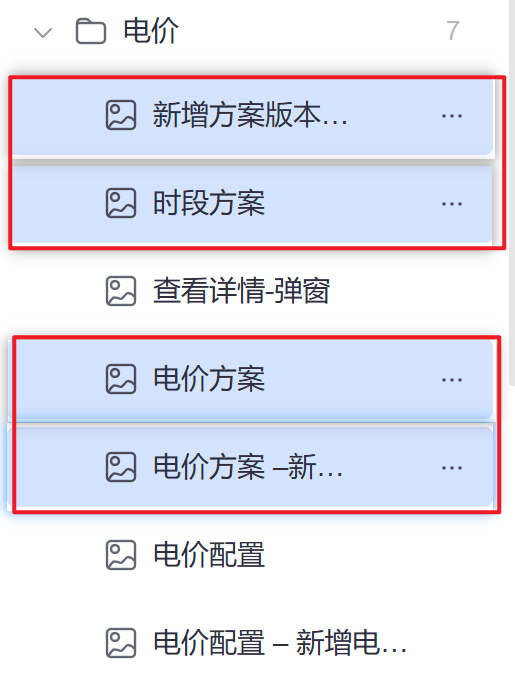 电价 7
新增方案版本… ···
时段方案 ···
查看详情-弹窗
电价方案 ···
电价方案 –新… ···
电价配置
电价配置 – 新增电…